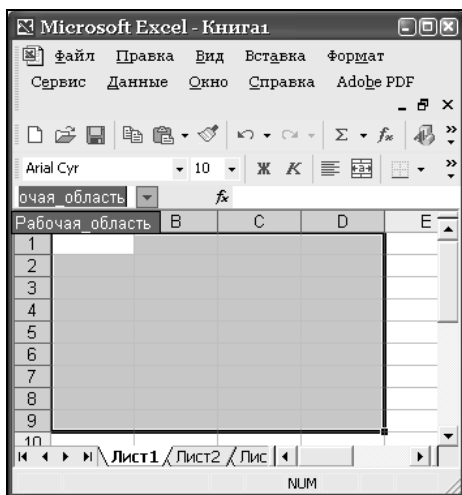 Microsoft Excel - Книга1
Файл Правка Вид Вставка Формат
Сервис Данные Окно Справка Adobe PDF
Arial Cyr 10 Ж К
очая_область fx
Рабочая_область B C D E
1
2
3
4
5
6
7
8
9
10
Лист1 Лист2 Лис
NUM